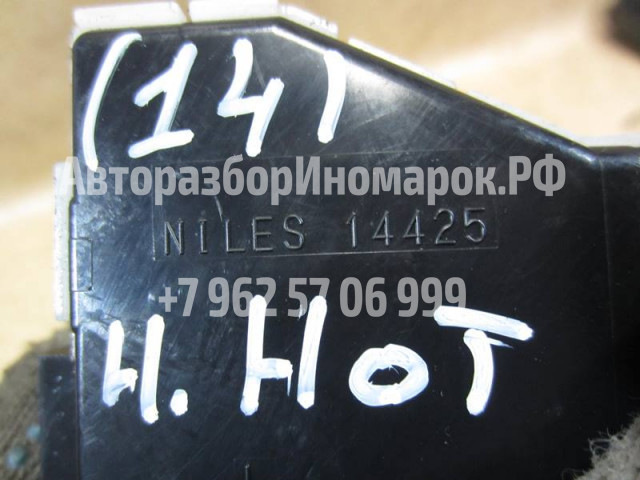 (14)
АвторазборИномарок.РФ
NILES 14425
+7 962 57 06 999
И. НОТ